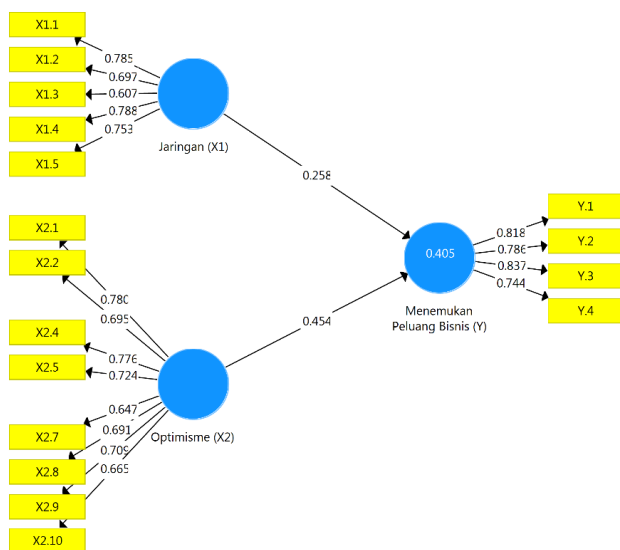 X1.1
X1.2
X1.3
X1.4
X1.5
0.785
0.697
0.607
0.788
0.753
Jaringan (X1)
0.258
X2.1
X2.2
X2.4
X2.5
X2.7
X2.8
X2.9
X2.10
0.780
0.695
0.776
0.724
0.647
0.691
0.709
0.665
Optimisme (X2)
0.454
0.405
Menemukan
Peluang Bisnis (Y)
0.818
0.786
0.837
0.744
Y.1
Y.2
Y.3
Y.4